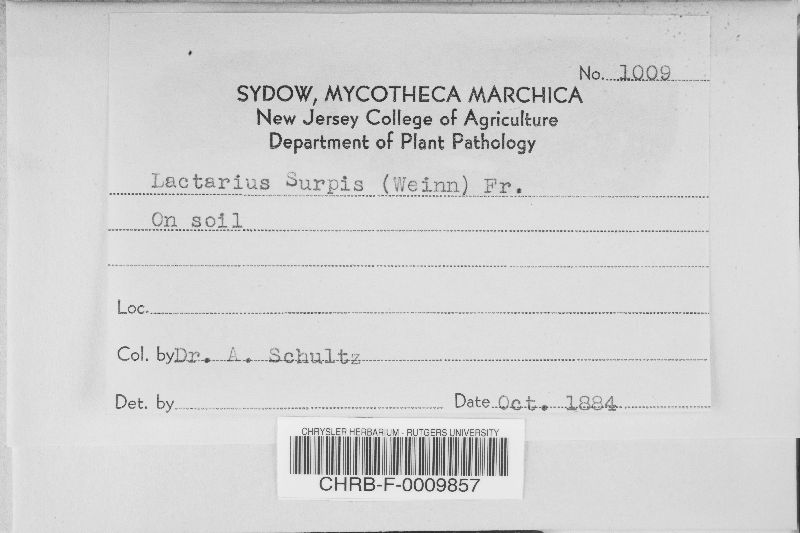 No. 1009
SYDOW, MYCOTHECA MARCHICA
New Jersey College of Agriculture
Department of Plant Pathology
Lactarius Surpis (Weinn) Fr.
On soil
Loc.
Col. by Dr. A. Schultz
Det. by Date Oct. 1884
CHRYSLER HERBARIUM - RUTGERS UNIVERSITY
CHRB-F-0009857